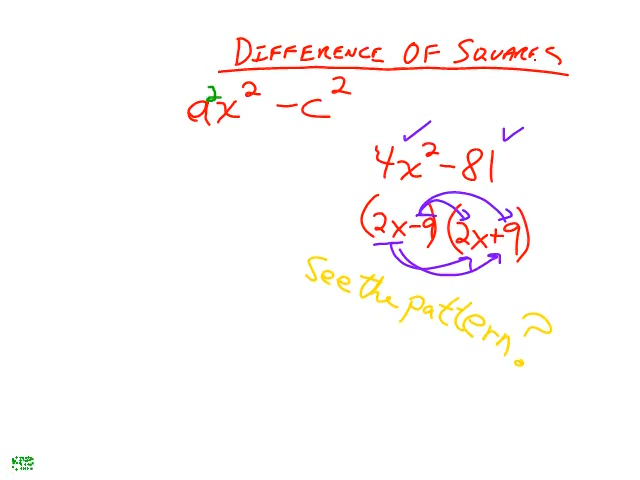 DIFFERENCE OF SQUARES
a²x² - c²
4x² - 81
(2x-9)(2x+9)
See the pattern?